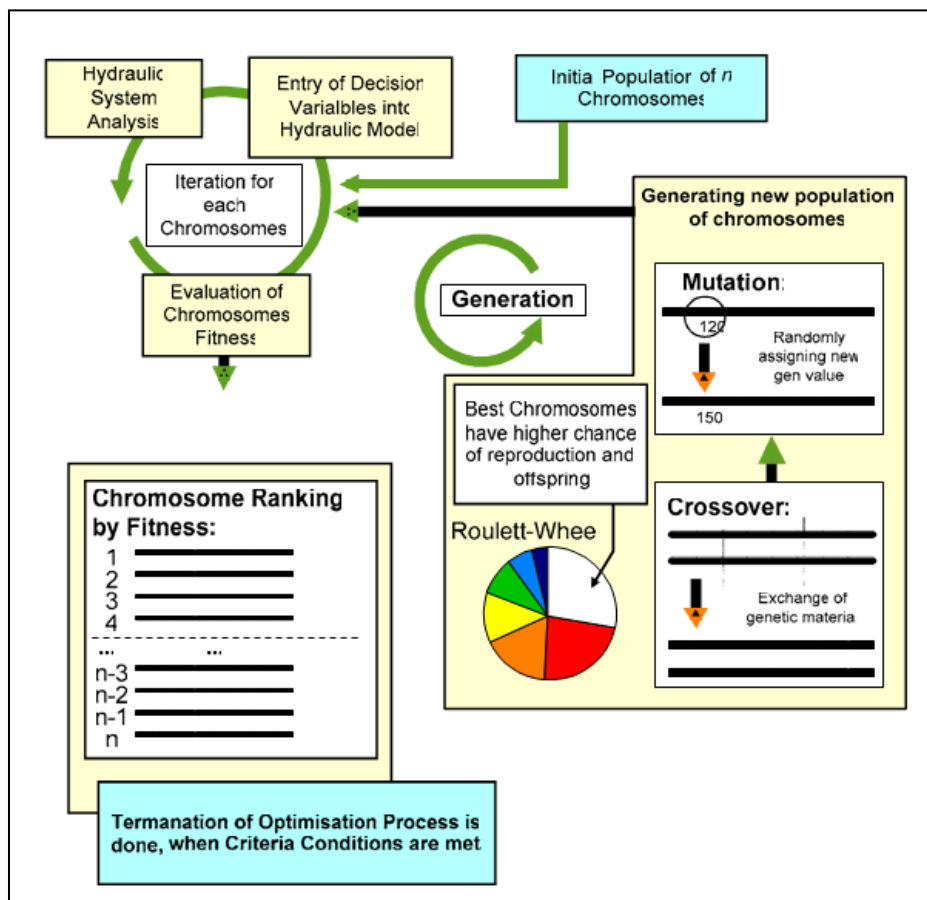 Hydraulic
System
Analysis
Entry of Decision
Varialbles into
Hydraulic Model
Initia Population of n
Chromosomes
Iteration for
each
Chromosomes
Evaluation of
Chromosomes
Fitness
Generation
Generating new population
of chromosomes
Mutation:
120
Randomly
assigning new
gen value
150
Best Chromosomes
have higher chance
of reproduction and
offspring
Roulett-Whee
Crossover:
Exchange of
genetic materia
Chromosome Ranking
by Fitness:
1
2
3
4
... ...
n-3
n-2
n-1
n
Termanation of Optimisation Process is
done, when Criteria Conditions are met